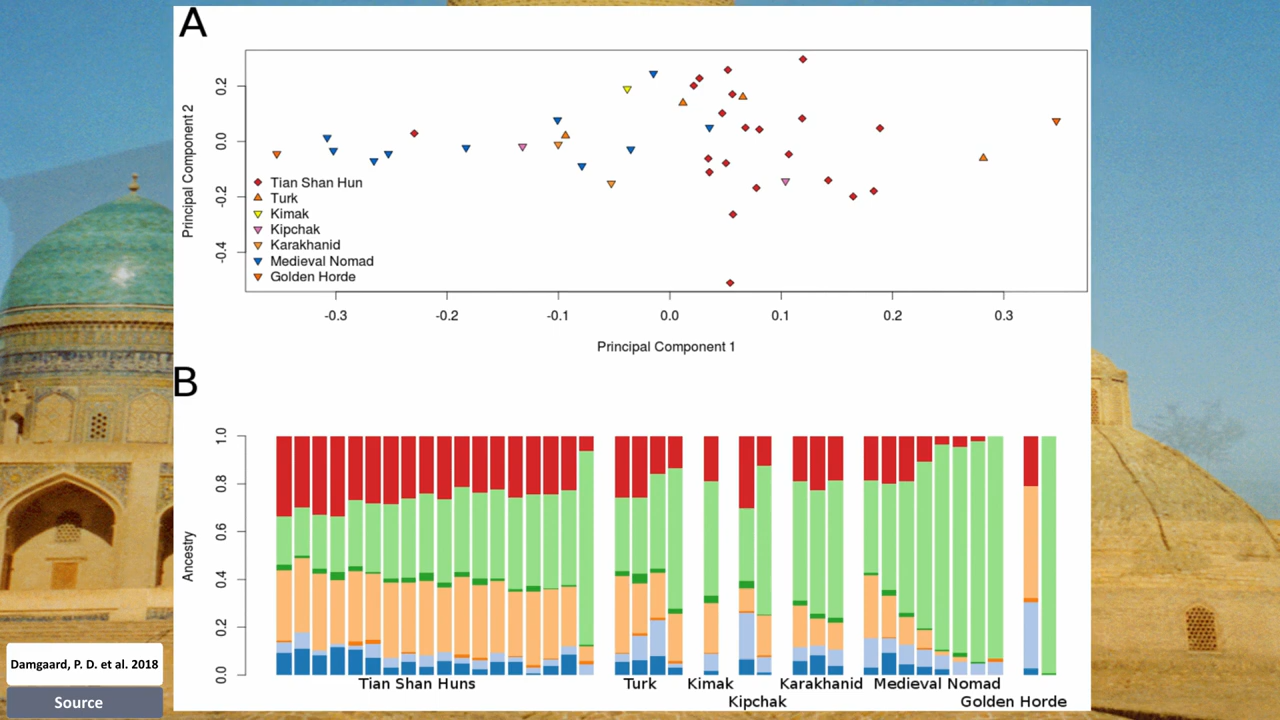 A
Principal Component 2
0.2
0.0
-0.2
-0.4
Tian Shan Hun
Turk
Kimak
Kipchak
Karakhanid
Medieval Nomad
Golden Horde
-0.3 -0.2 -0.1 0.0 0.1 0.2 0.3
Principal Component 1
B
Ancestry
1.0
0.8
0.6
0.4
0.2
0.0
Tian Shan Huns Turk Kimak Karakhanid Medieval Nomad
Kipchak Golden Horde
Damgaard, P. D. et al. 2018
Source